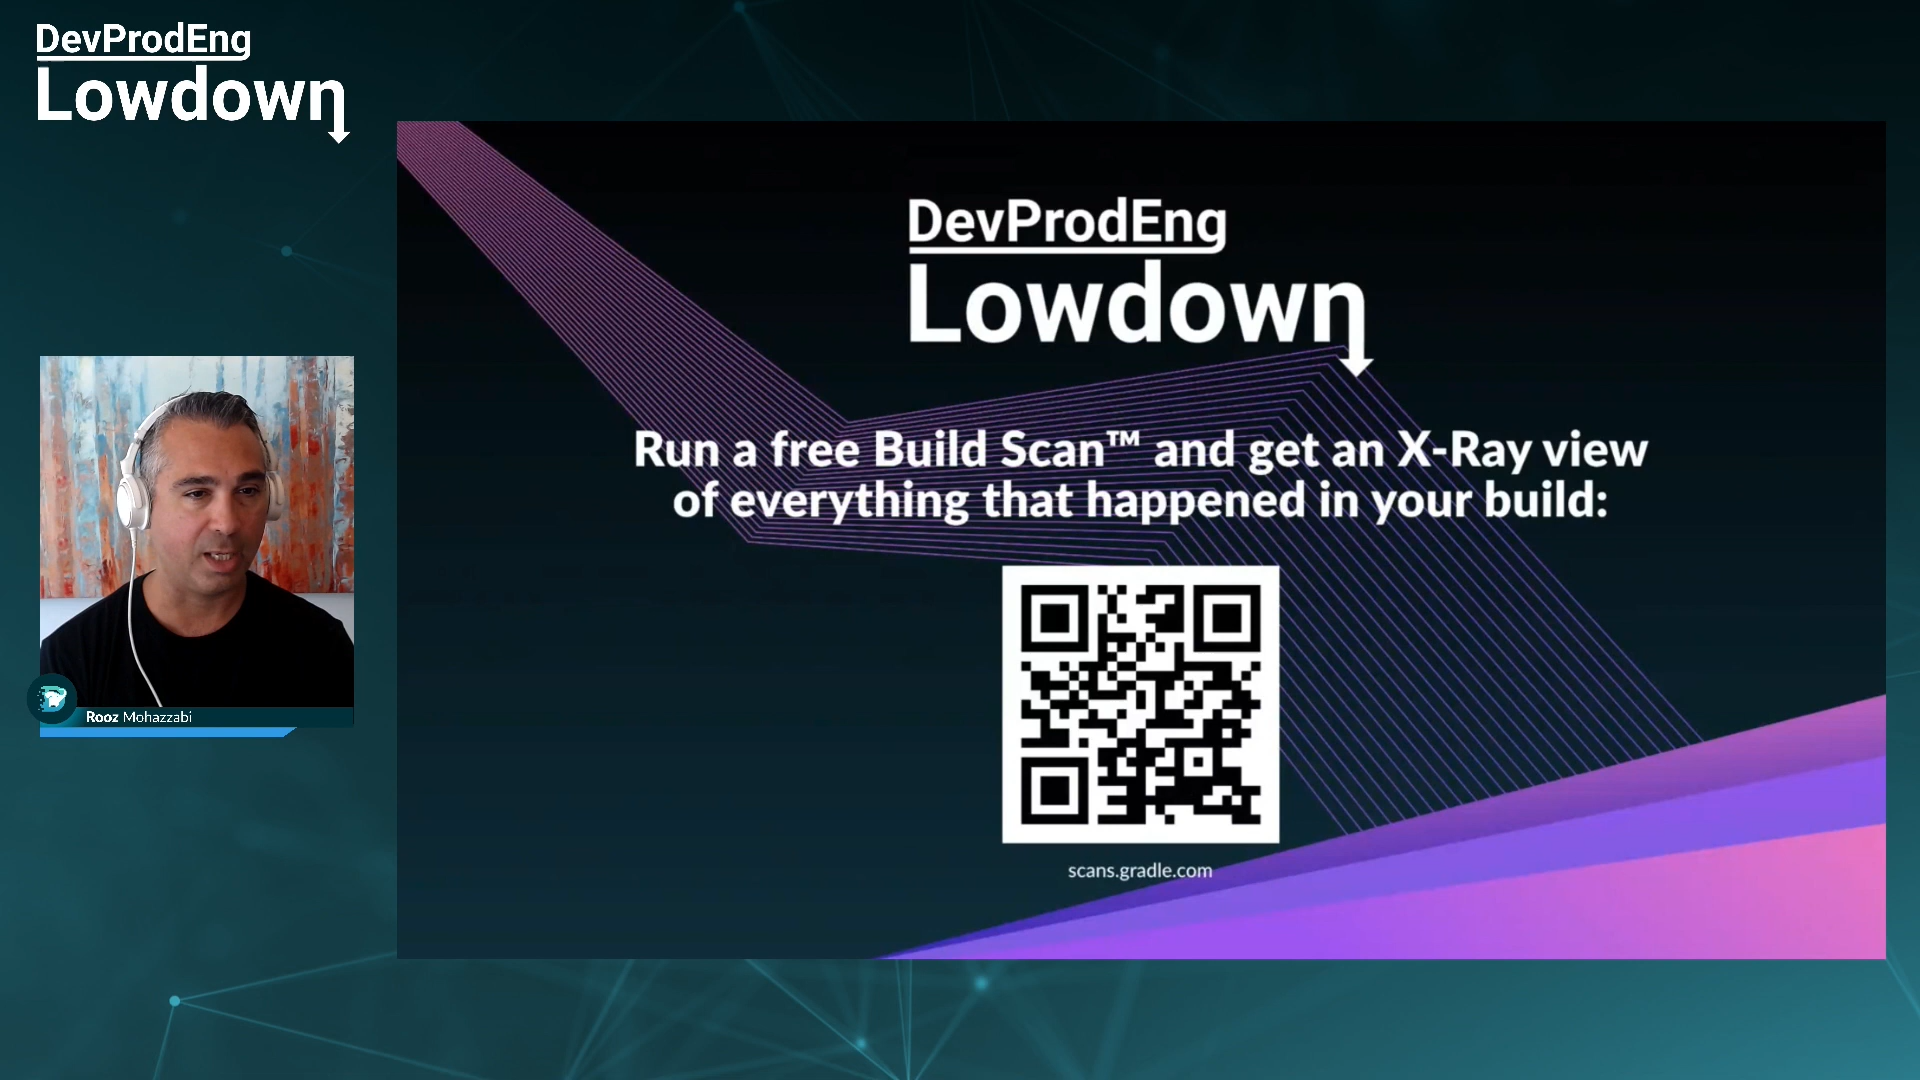 DevProdEng
Lowdown
DevProdEng
Lowdown
Run a free Build Scan™ and get an X-Ray view
of everything that happened in your build:
scans.gradle.com
Rooz Mohazzabi